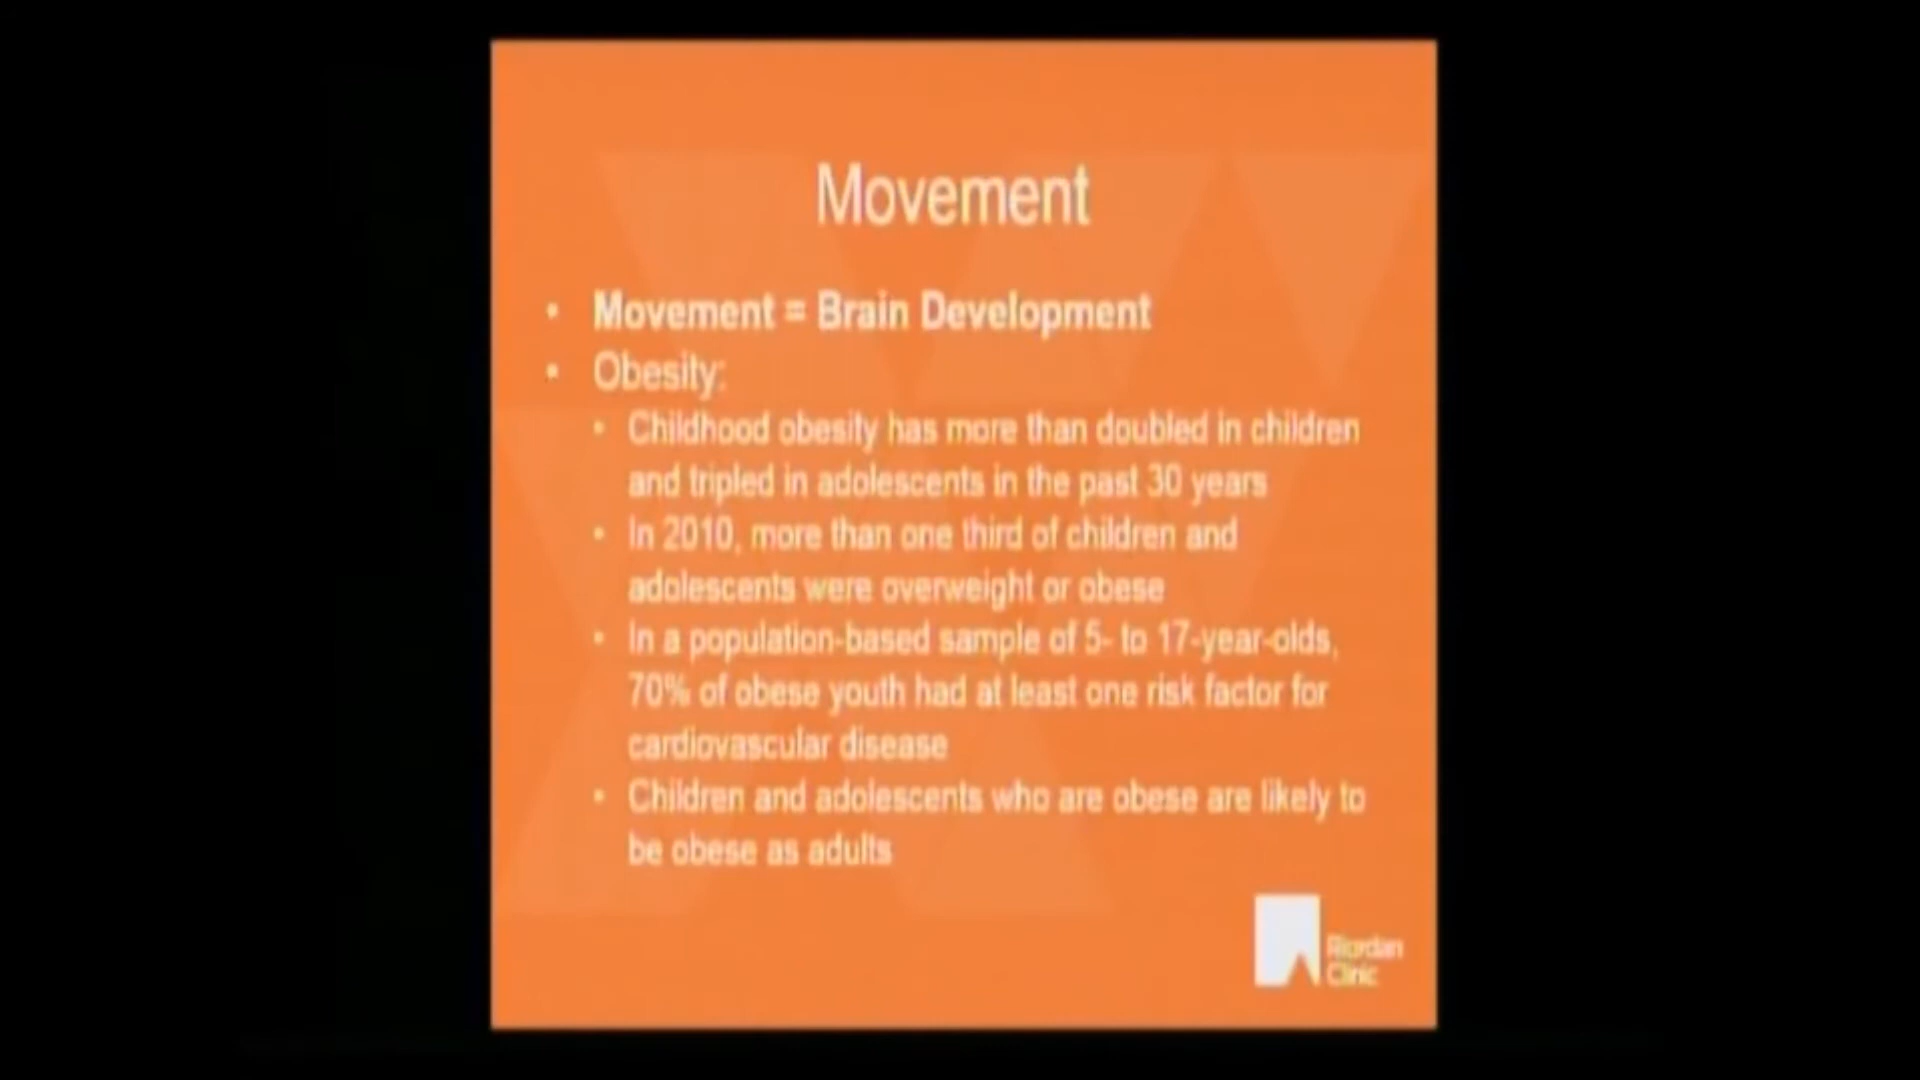 Movement
• Movement = Brain Development
• Obesity:
• Childhood obesity has more than doubled in children
and tripled in adolescents in the past 30 years
• In 2010, more than one third of children and
adolescents were overweight or obese
• In a population-based sample of 5- to 17-year-olds,
70% of obese youth had at least one risk factor for
cardiovascular disease
• Children and adolescents who are obese are likely to
be obese as adults
Riordan
Clinic